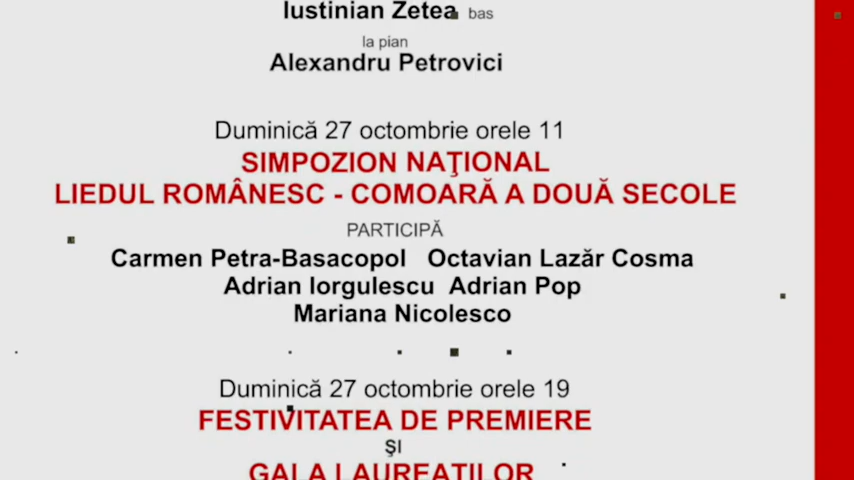 Iustinian Zetea bas
la pian
Alexandru Petrovici
Duminică 27 octombrie orele 11
SIMPOZION NAŢIONAL
LIEDUL ROMÂNESC - COMOARĂ A DOUĂ SECOLE
PARTICIPĂ
Carmen Petra-Basacopol Octavian Lazăr Cosma
Adrian Iorgulescu Adrian Pop
Mariana Nicolesco
Duminică 27 octombrie orele 19
FESTIVITATEA DE PREMIERE
ŞI
GALA LAUREAŢILOR